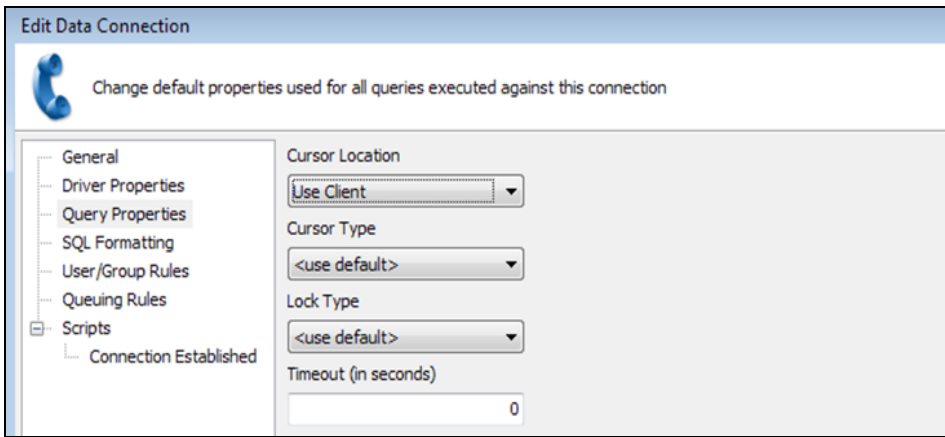 Edit Data Connection
Change default properties used for all queries executed against this connection
General
Driver Properties
Query Properties
SQL Formatting
User/Group Rules
Queuing Rules
Scripts
Connection Established
Cursor Location
Use Client
Cursor Type
<use default>
Lock Type
<use default>
Timeout (in seconds)
0